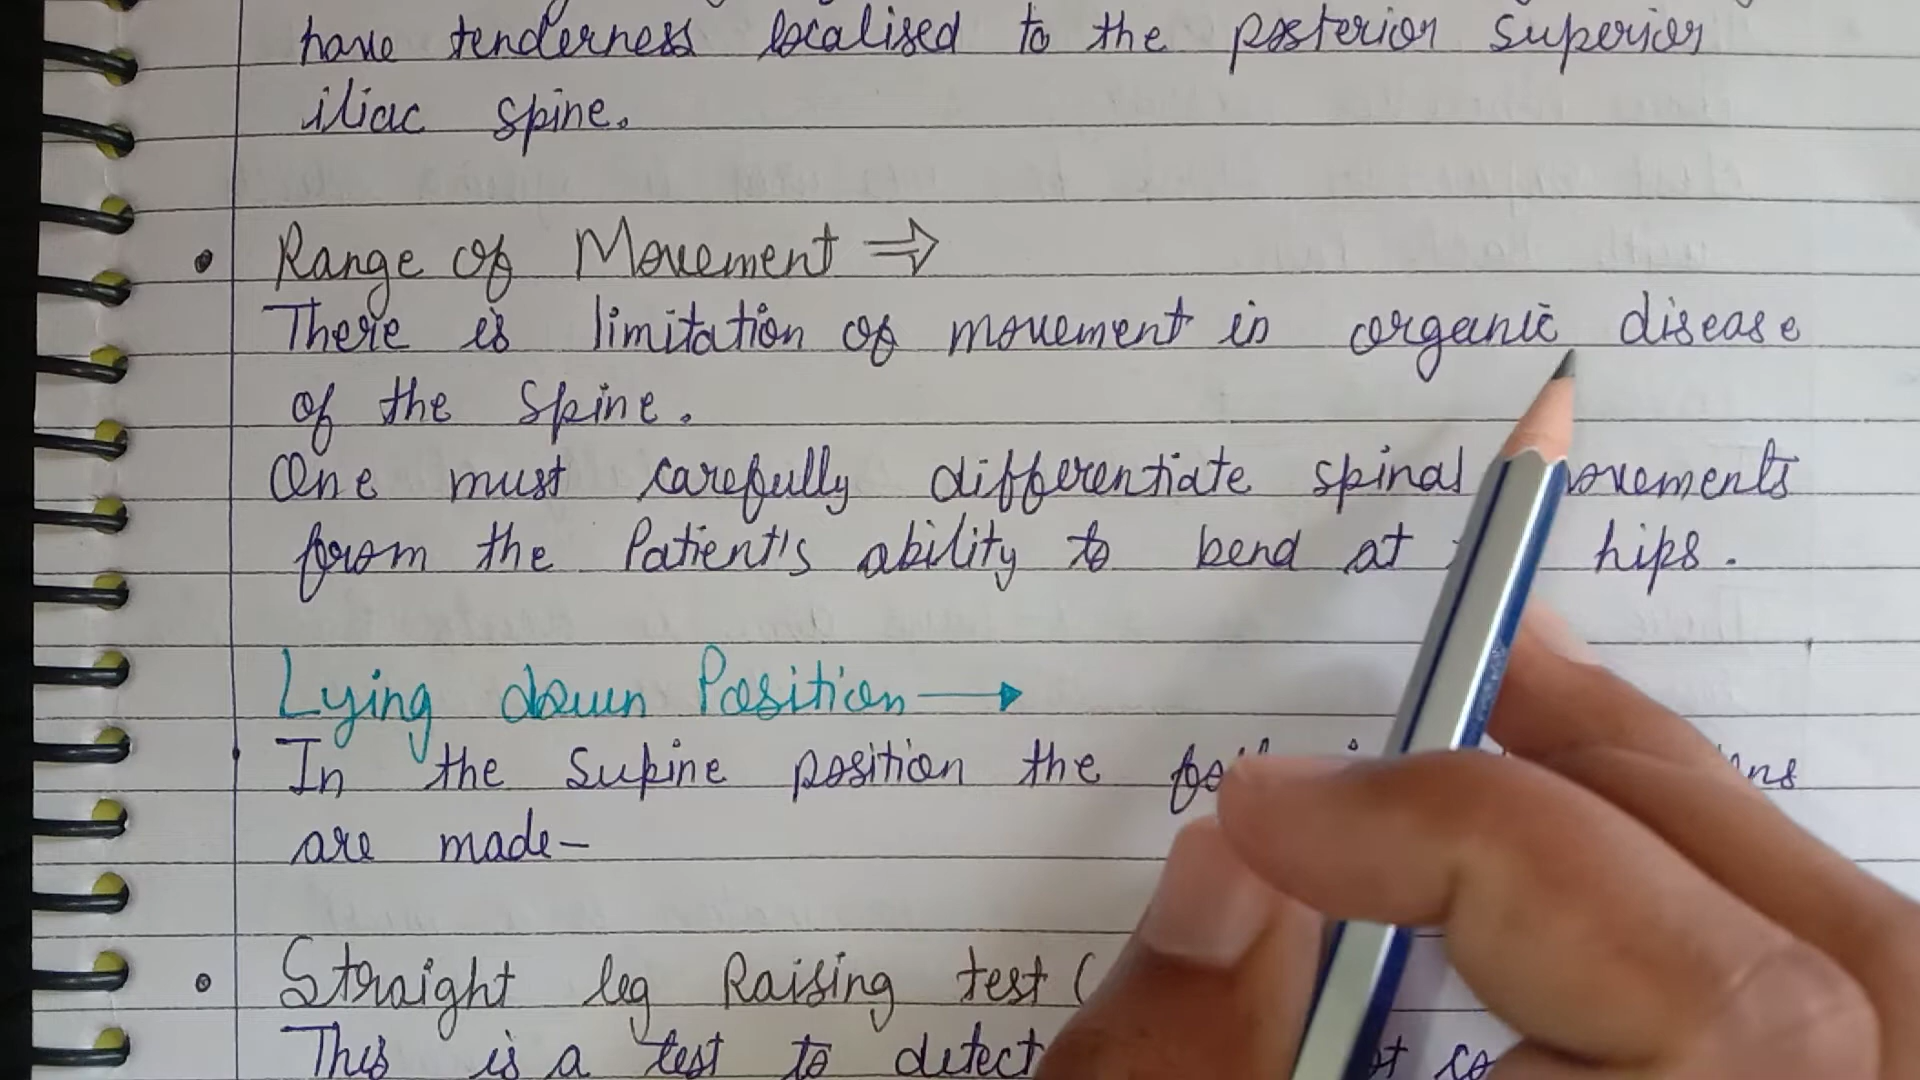 have tenderness localised to the posterior superior
iliac spine.
• Range of Movement ⇒
There is limitation of movement in organic disease
of the Spine.
One must carefully differentiate spinal
from the Patient's ability to bend at hips.
Lying down Position →
In the Supine position the
are made-
• Straight leg Raising test (
This is a test to detect